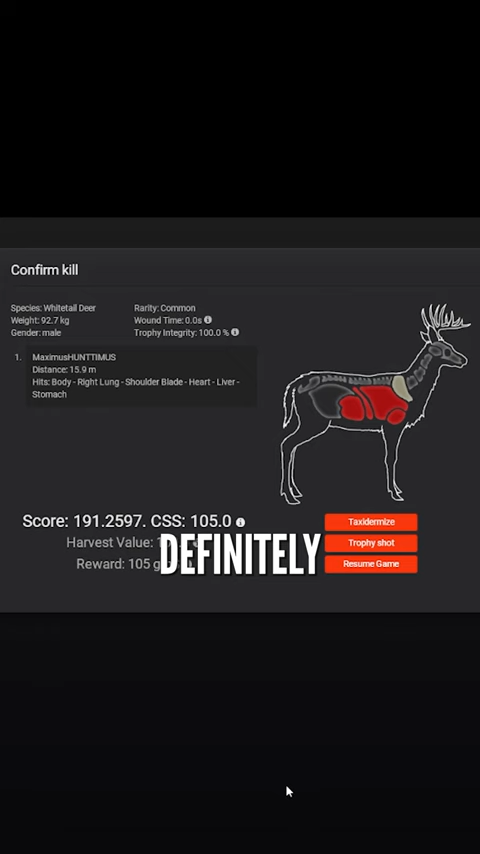 Confirm kill
Species: Whitetail Deer
Weight: 92.7 kg
Gender: male
Rarity: Common
Wound Time: 0.0s
Trophy Integrity: 100.0 %
1. MaximusHUNTTIMUS
Distance: 15.9 m
Hits: Body - Right Lung - Shoulder Blade - Heart - Liver -
Stomach
Score: 191.2597. CSS: 105.0
Harvest Value:
Reward: 105
DEFINITELY
Taxidermize
Trophy shot
Resume Game